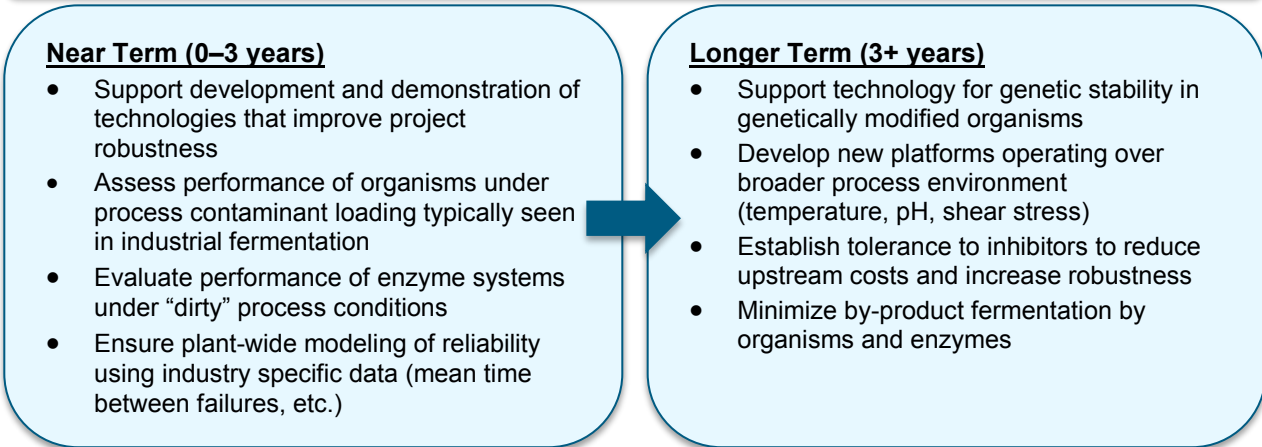 Near Term (0–3 years)
• Support development and demonstration of
technologies that improve project
robustness
• Assess performance of organisms under
process contaminant loading typically seen
in industrial fermentation
• Evaluate performance of enzyme systems
under “dirty” process conditions
• Ensure plant-wide modeling of reliability
using industry specific data (mean time
between failures, etc.)
Longer Term (3+ years)
• Support technology for genetic stability in
genetically modified organisms
• Develop new platforms operating over
broader process environment
(temperature, pH, shear stress)
• Establish tolerance to inhibitors to reduce
upstream costs and increase robustness
• Minimize by-product fermentation by
organisms and enzymes